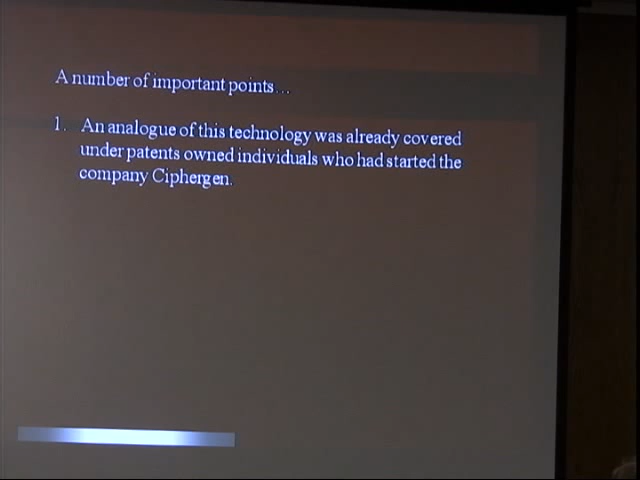 A number of important points…
1. An analogue of this technology was already covered
under patents owned individuals who had started the
company Ciphergen.